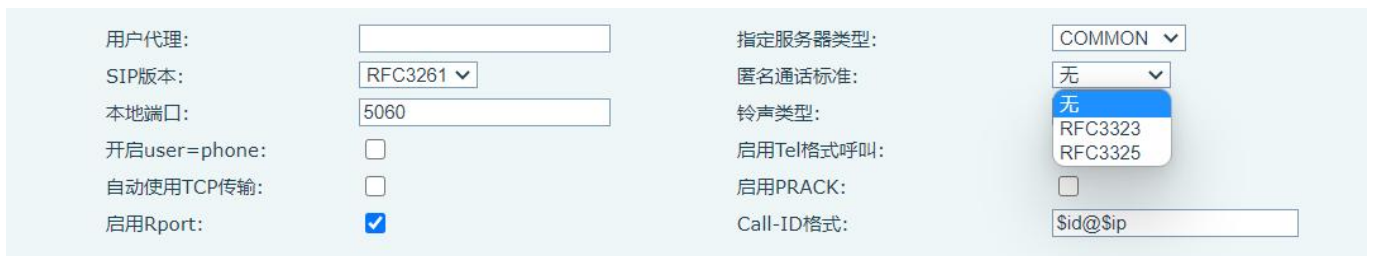 用户代理: 指定服务器类型: COMMON
SIP版本: RFC3261 匿名通话标准: 无
本地端口: 5060 铃声类型: 无
RFC3323
开启user=phone: 启用Tel格式呼叫: RFC3325
自动使用TCP传输: 启用PRACK:
启用Rport: Call-ID格式: $id@$ip